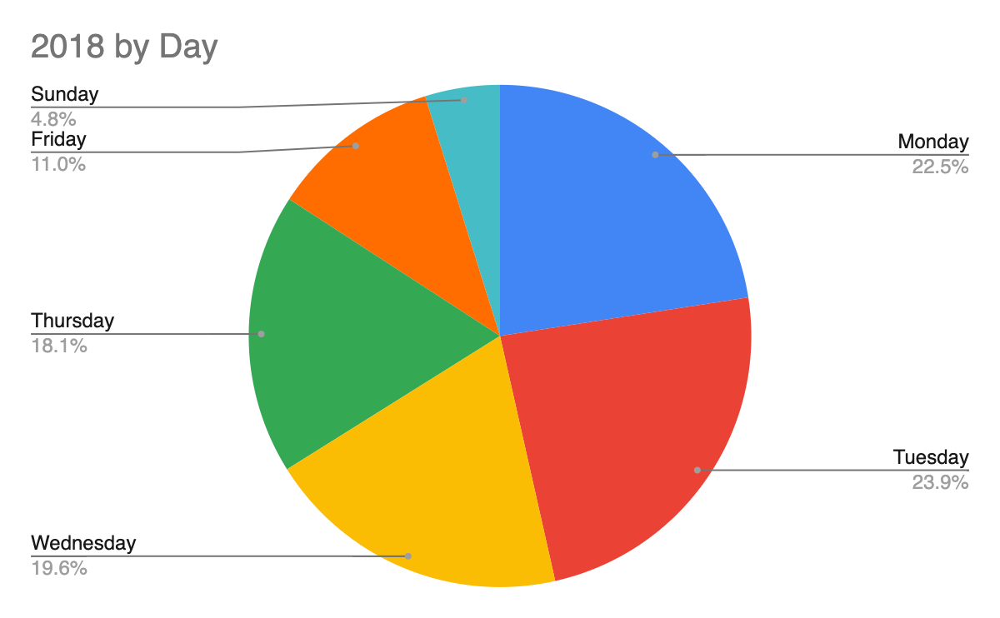 2018 by Day
Sunday
4.8%
Friday
11.0%
Monday
22.5%
Thursday
18.1%
Tuesday
23.9%
Wednesday
19.6%